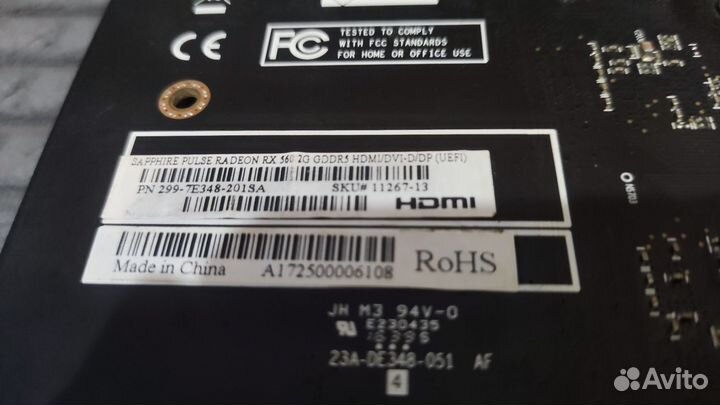 CE FC TESTED TO COMPLY
WITH FCC STANDARDS
FOR HOME OR OFFICE USE
SAPPHIRE PULSE RADEON RX 560 2G GDDR5 HDMI/DVI-D/DP (UEFI)
PN 299-7E348-201SA SKU# 11267-13
HDMI
Made in China A172500006108 RoHS
JH M3 94V-0
E230435
23A-DE348-051 AF
4
Avito